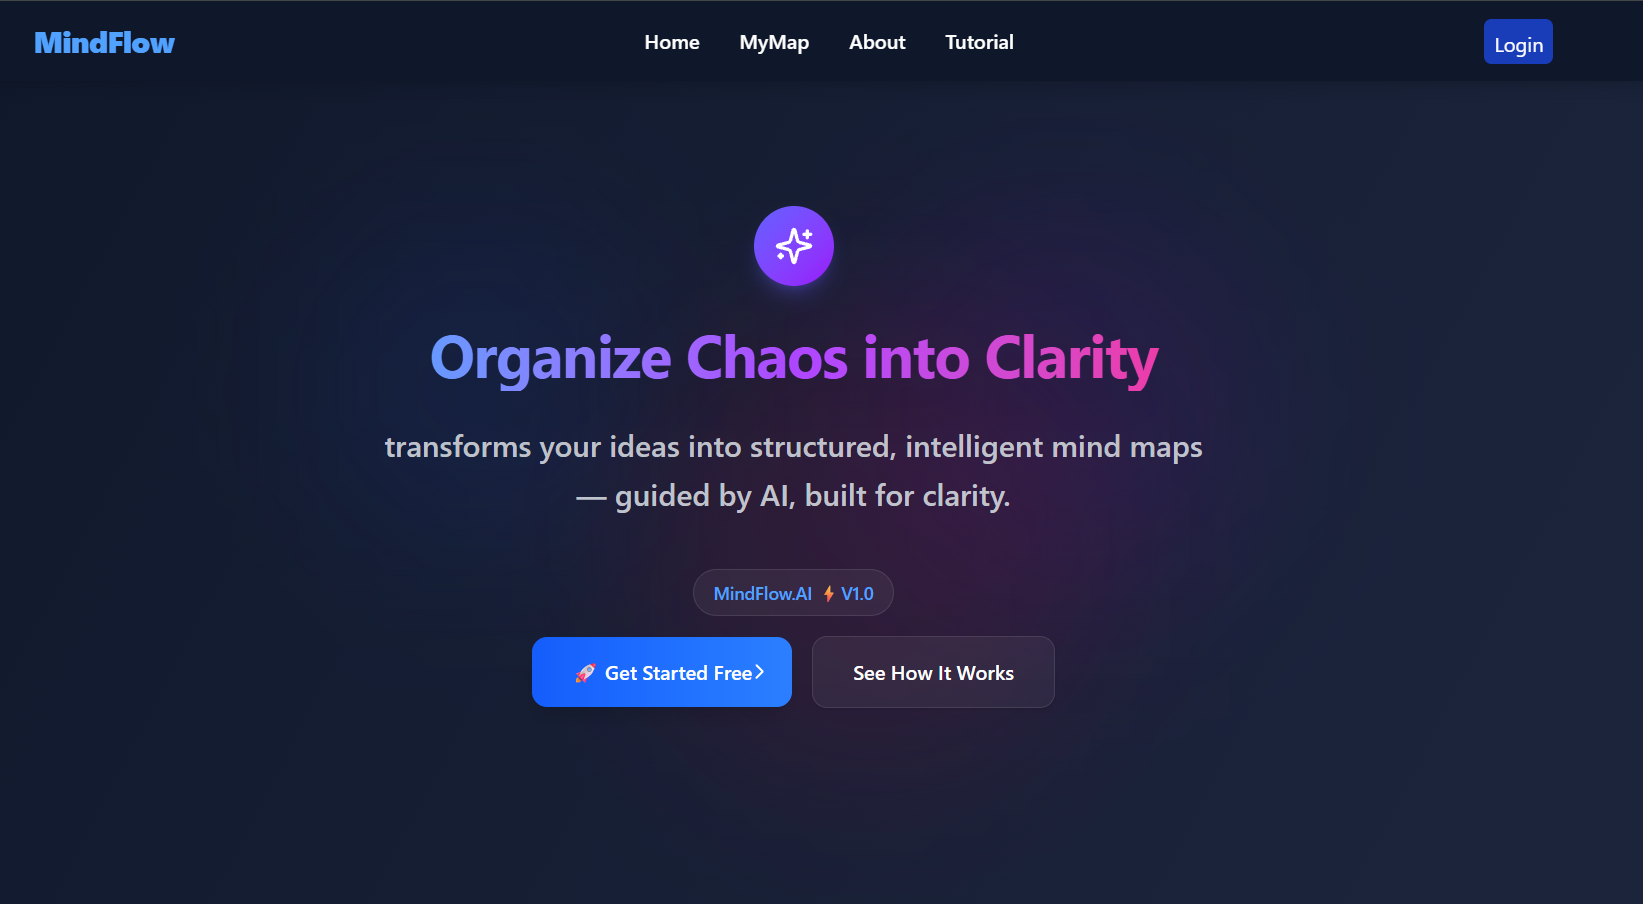 MindFlow
Home
MyMap
About
Tutorial
Login
Organize Chaos into Clarity
transforms your ideas into structured, intelligent mind maps
— guided by AI, built for clarity.
MindFlow.AI ⚡ V1.0
🚀 Get Started Free
See How It Works